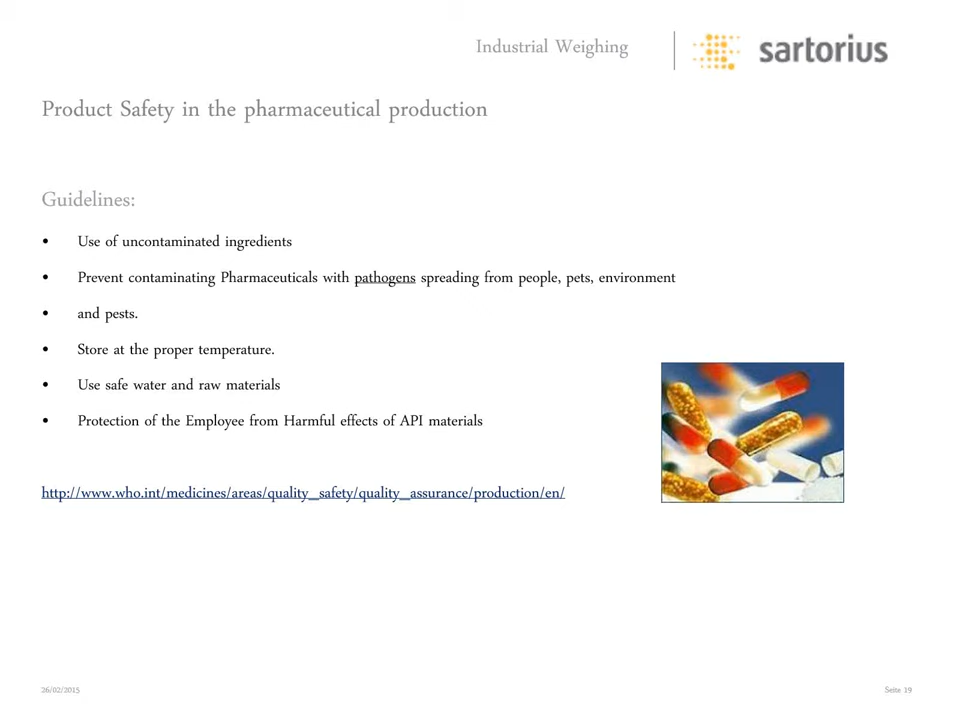 Industrial Weighing
sartorius
Product Safety in the pharmaceutical production
Guidelines:
• Use of uncontaminated ingredients
• Prevent contaminating Pharmaceuticals with pathogens spreading from people, pets, environment
• and pests.
• Store at the proper temperature.
• Use safe water and raw materials
• Protection of the Employee from Harmful effects of API materials
http://www.who.int/medicines/areas/quality_safety/quality_assurance/production/en/
26/02/2015
Seite 19